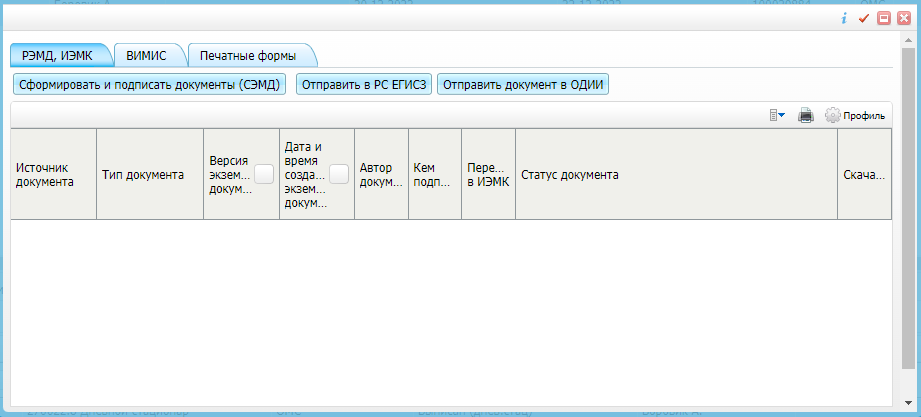 РЭМД, ИЭМК
ВИМИС
Печатные формы
Сформировать и подписать документы (СЭМД)
Отправить в РС ЕГИСЗ
Отправить документ в ОДИИ
Профиль
Источник
документа
Тип документа
Версия
экзем...
докум...
Дата и
время
созда...
экзем...
докум...
Автор
докум...
Кем
подп...
Пере...
в ИЭМК
Статус документа
Скача...